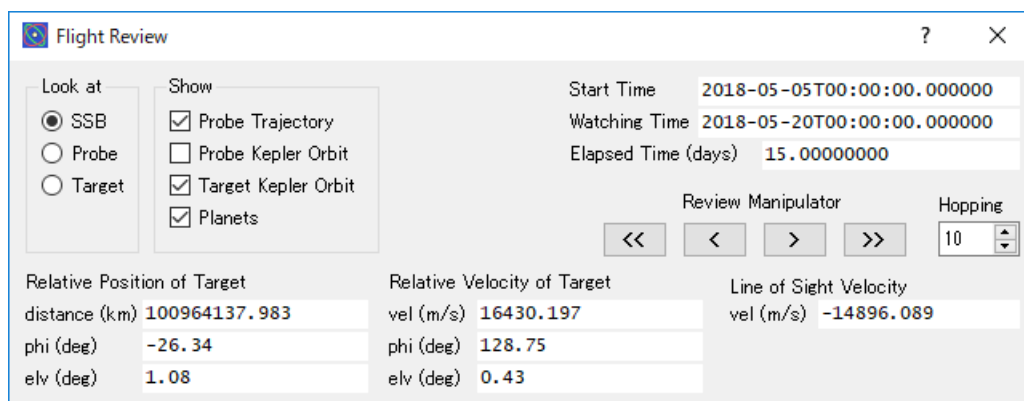 Flight Review ? ×
Look at Show Start Time 2018-05-05T00:00:00.000000
SSB Probe Trajectory Watching Time 2018-05-20T00:00:00.000000
Probe Probe Kepler Orbit Elapsed Time (days) 15.00000000
Target Target Kepler Orbit
Planets Review Manipulator Hopping
<< < > >> 10
Relative Position of Target Relative Velocity of Target Line of Sight Velocity
distance (km) 100964137.983 vel (m/s) 16430.197 vel (m/s) -14896.089
phi (deg) -26.34 phi (deg) 128.75
elv (deg) 1.08 elv (deg) 0.43